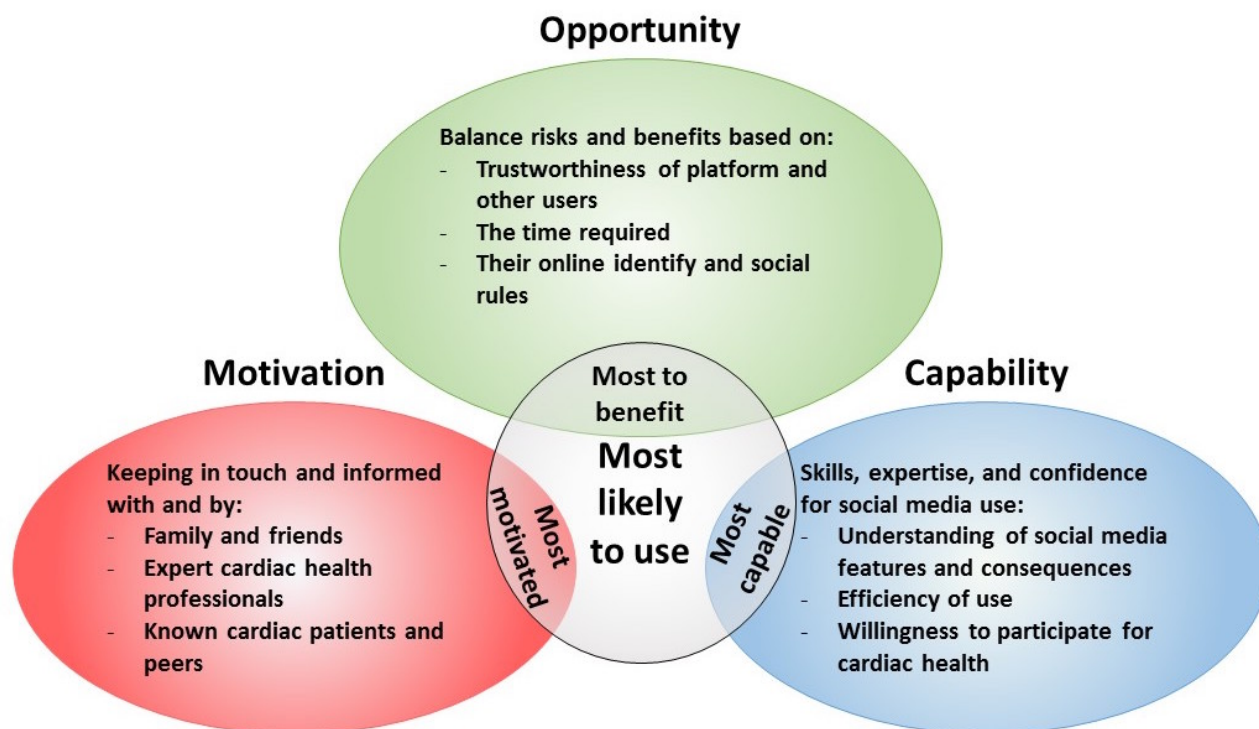 Opportunity
Balance risks and benefits based on:
- Trustworthiness of platform and
other users
- The time required
- Their online identify and social
rules
Motivation
Keeping in touch and informed
with and by:
- Family and friends
- Expert cardiac health
professionals
- Known cardiac patients and
peers
Most to
benefit
Most
likely
to use
Most
motivated
Most
capable
Capability
Skills, expertise, and confidence
for social media use:
- Understanding of social media
features and consequences
- Efficiency of use
- Willingness to participate for
cardiac health